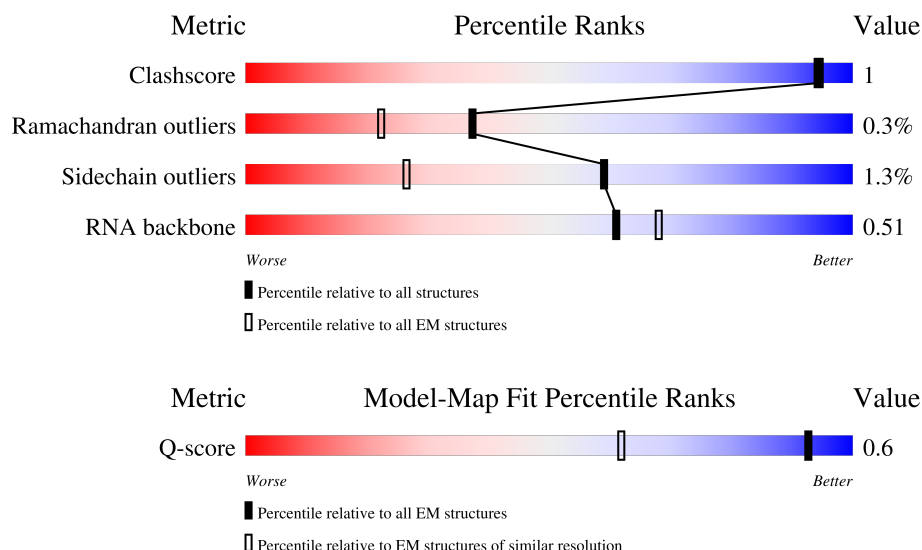 Metric Percentile Ranks Value
Clashscore 1
Ramachandran outliers 0.3%
Sidechain outliers 1.3%
RNA backbone 0.51
Worse Better
Percentile relative to all structures
Percentile relative to all EM structures
Metric Model-Map Fit Percentile Ranks Value
Q-score 0.6
Worse Better
Percentile relative to all EM structures
Percentile relative to EM structures of similar resolution